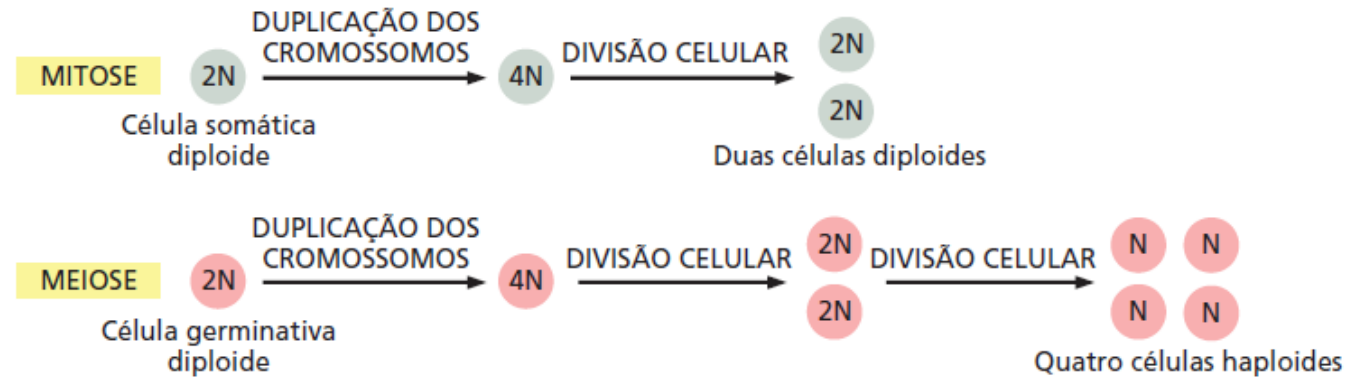 DUPLICAÇÃO DOS
CROMOSSOMOS
DIVISÃO CELULAR
MITOSE
2N
4N
2N
2N
Célula somática
diploide
Duas células diploides
DUPLICAÇÃO DOS
CROMOSSOMOS
DIVISÃO CELULAR
DIVISÃO CELULAR
MEIOSE
2N
4N
2N
2N
N N
N N
Célula germinativa
diploide
Quatro células haploides